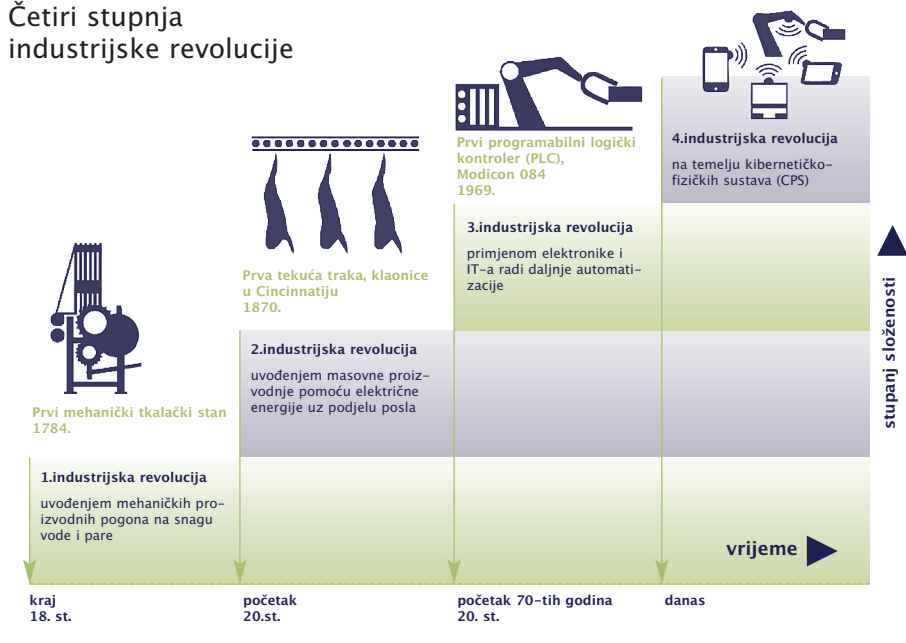 Četiri stupnja
industrijske revolucije
Prvi mehanički tkalački stan
1784.
1.industrijska revolucija
uvođenjem mehaničkih pro-
izvodnih pogona na snagu
vode i pare
Prva tekuća traka, klaonice
u Cincinnatiju
1870.
2.industrijska revolucija
uvođenjem masovne proiz-
vodnje pomoću električne
energije uz podjelu posla
Prvi programabilni logički
kontroler (PLC),
Modicon 084
1969.
3.industrijska revolucija
primjenom elektronike i
IT-a radi daljnje automati-
zacije
4.industrijska revolucija
na temelju kibernetičko-
fizičkih sustava (CPS)
stupanj složenosti
vrijeme
kraj
18. st.
početak
20.st.
početak 70-tih godina
20. st.
danas